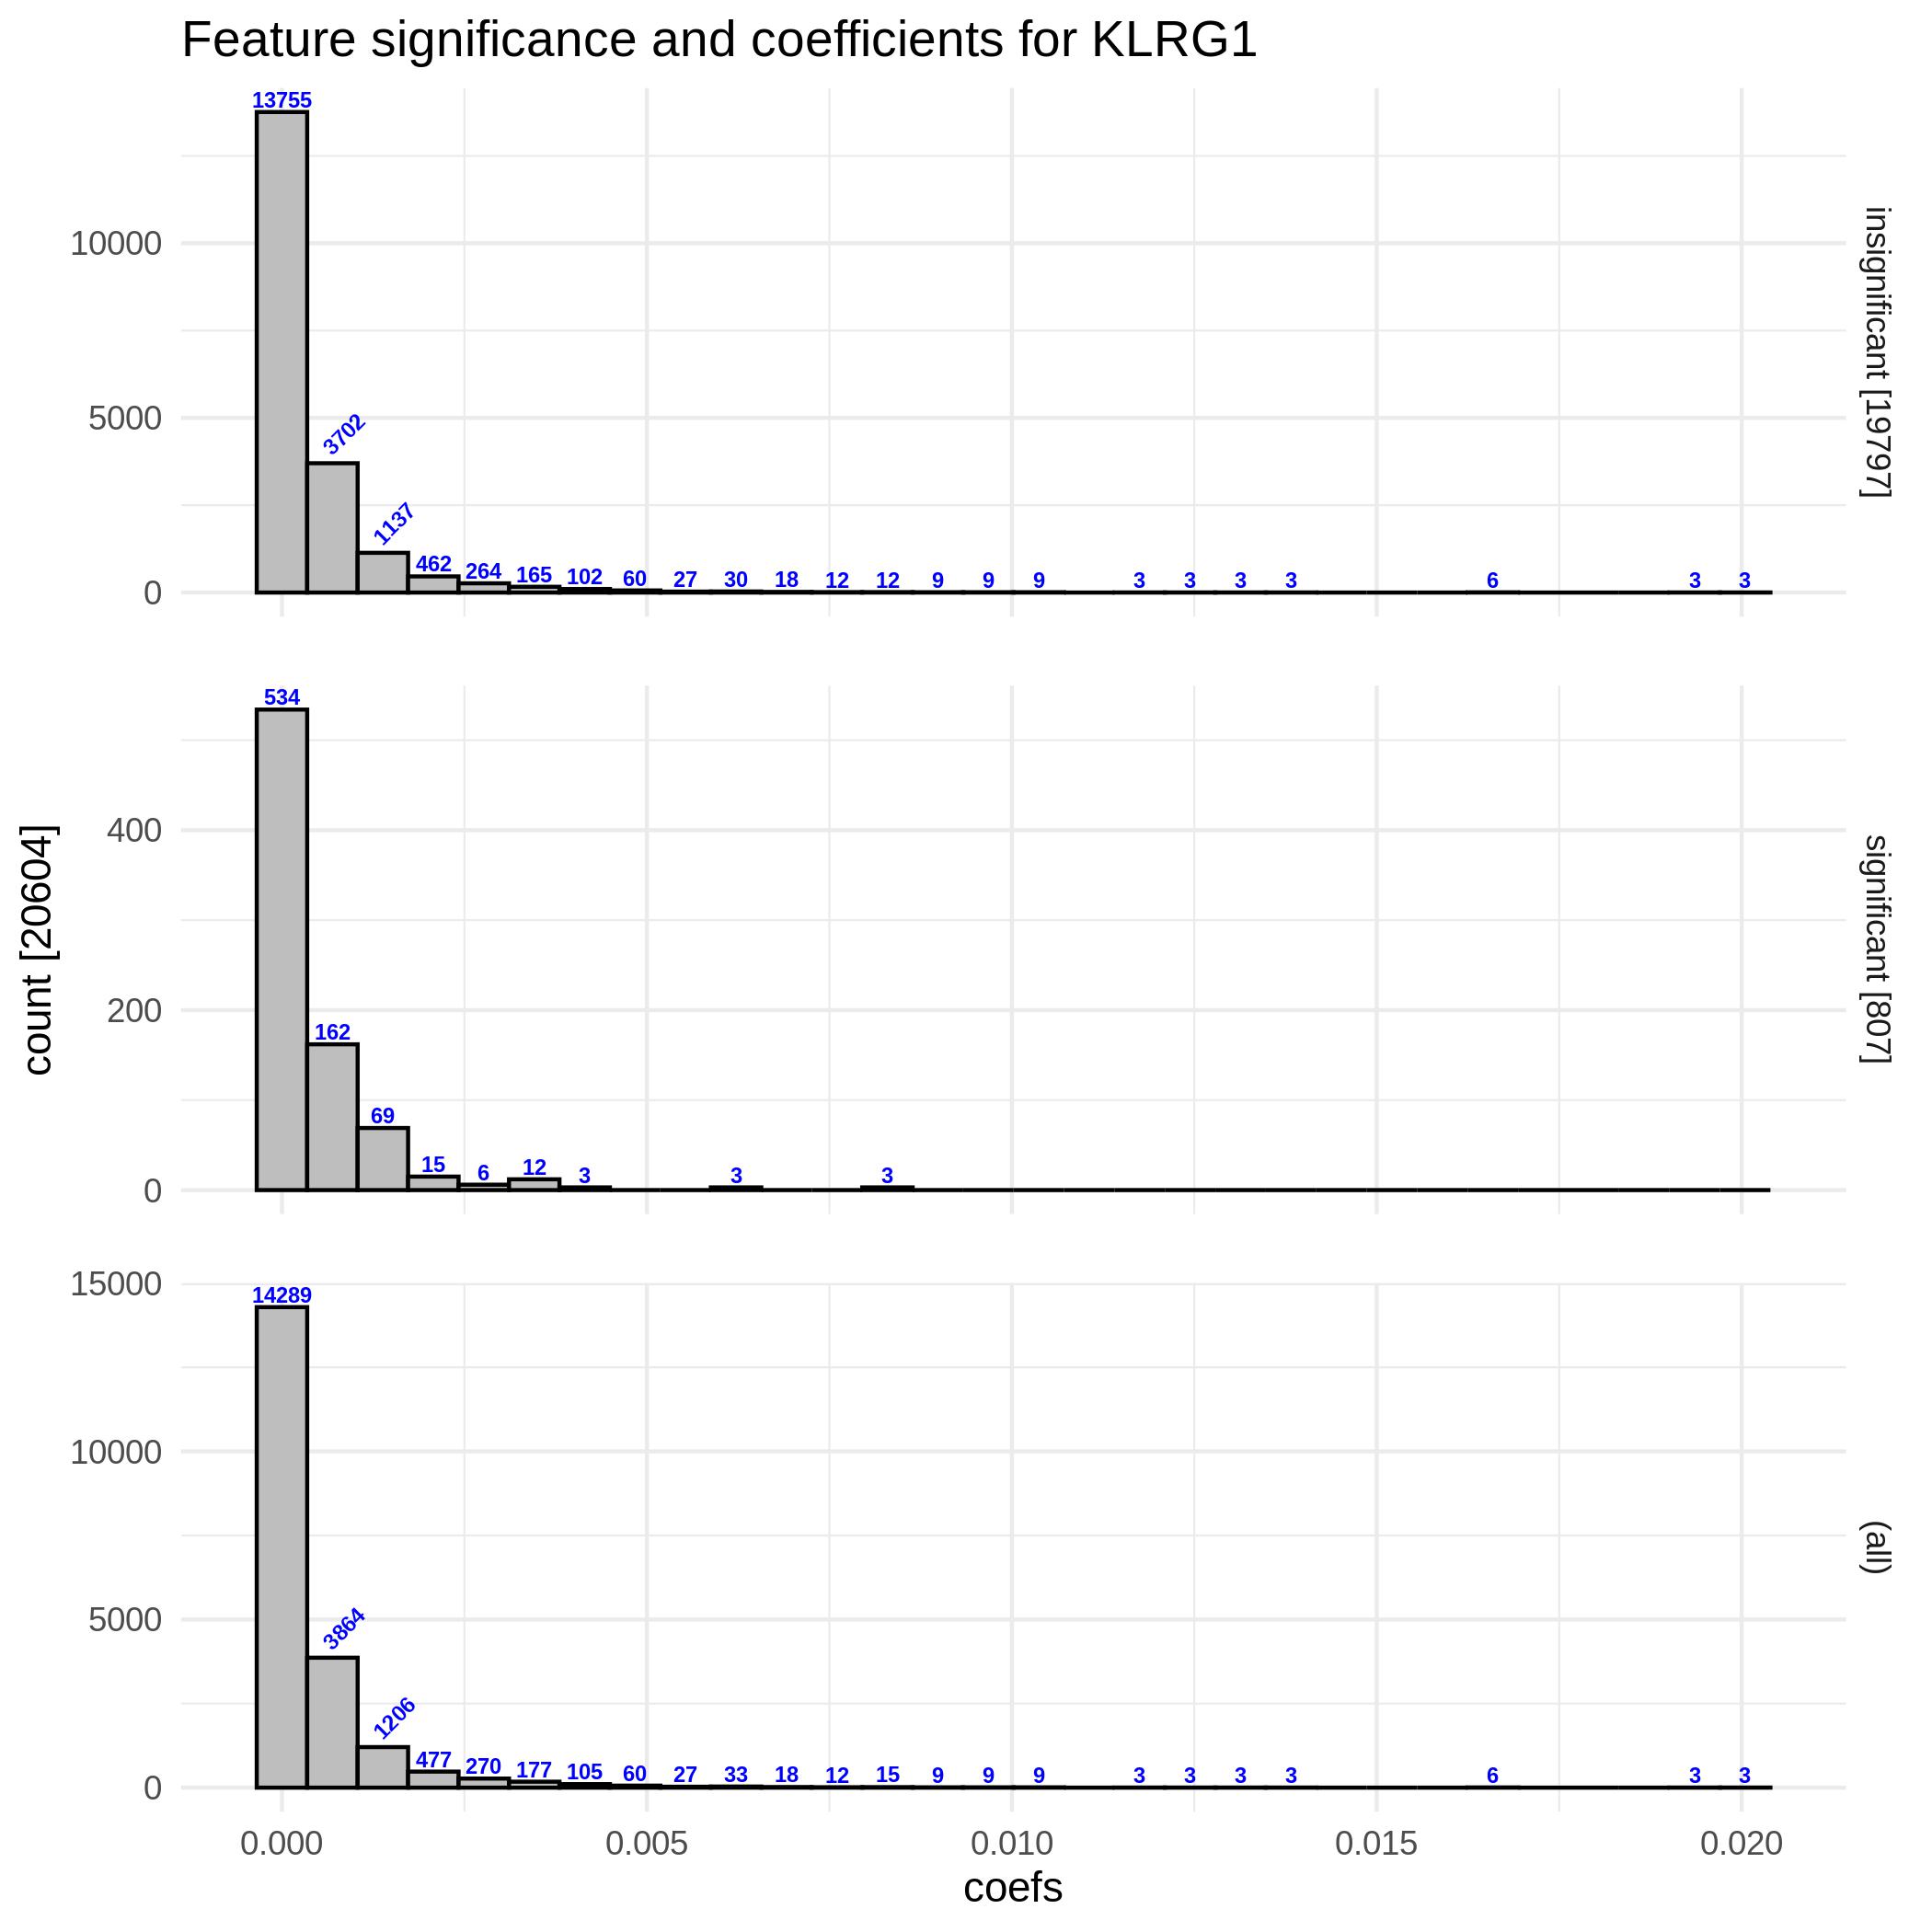 Feature significance and coefficients for KLRG1
13755
3702
1137
462 264 165 102 60 27 30 18 12 12 9 9 9 3 3 3 3 6 3 3
10000
5000
0
insignificant [19797]
534
162
69
15 6 12 3 3 3
400
200
0
significant [807]
count [20604]
14289
3864
1206
477 270 177 105 60 27 33 18 12 15 9 9 9 3 3 3 3 6 3 3
15000
10000
5000
0
(all)
0.000 0.005 0.010 0.015 0.020
coefs